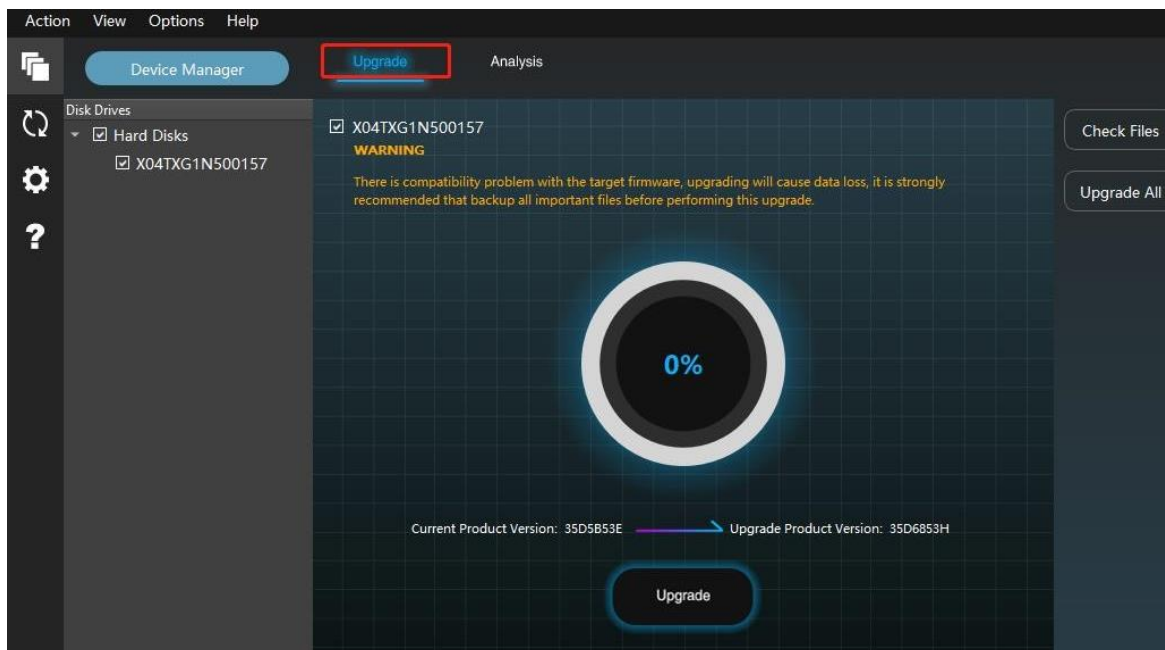 Action View Options Help
Device Manager
Upgrade Analysis
Disk Drives
Hard Disks
X04TXG1N500157
X04TXG1N500157
WARNING
There is compatibility problem with the target firmware, upgrading will cause data loss, it is strongly
recommended that backup all important files before performing this upgrade.
0%
Current Product Version: 35D5B53E Upgrade Product Version: 35D6853H
Upgrade
Check Files
Upgrade All